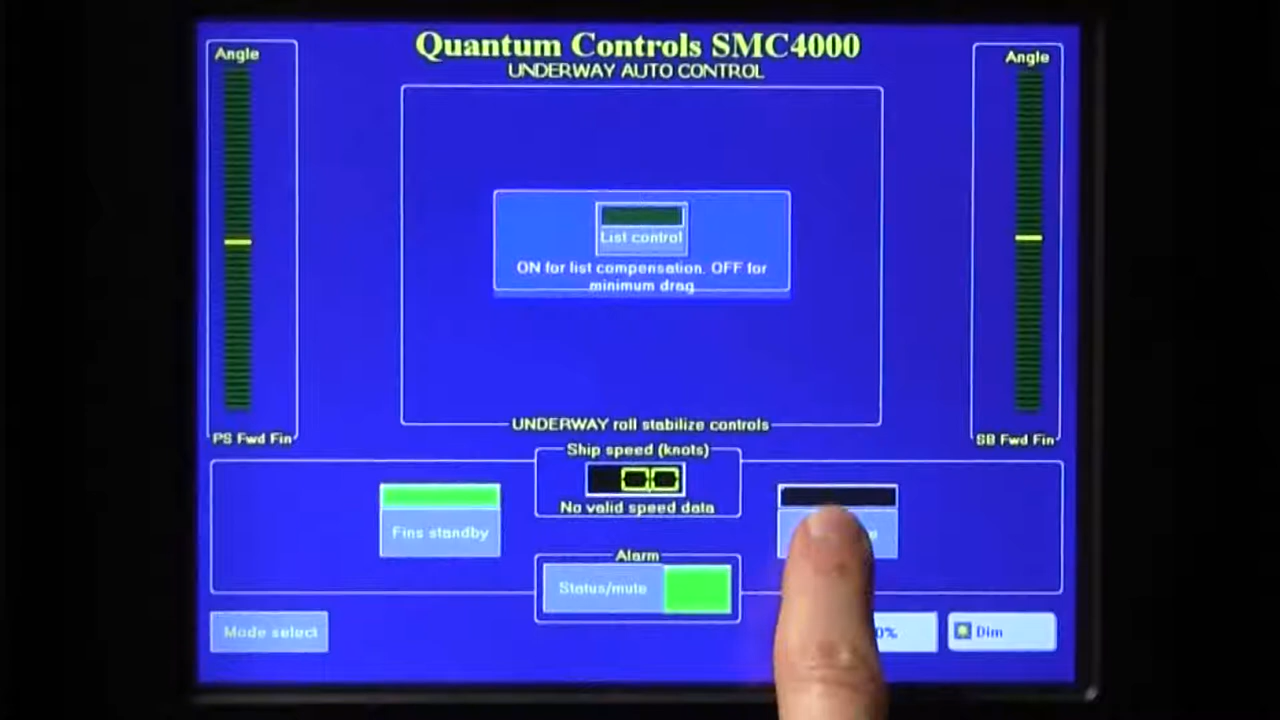 Quantum Controls SMC4000
UNDERWAY AUTO CONTROL
Angle
Angle
List control
ON for list compensation. OFF for
minimum drag
UNDERWAY roll stabilize controls
PS Fwd Fin
SB Fwd Fin
Ship speed (knots)
No valid speed data
Fins standby
Alarm
Status/mute
Mode select
0%
Dim